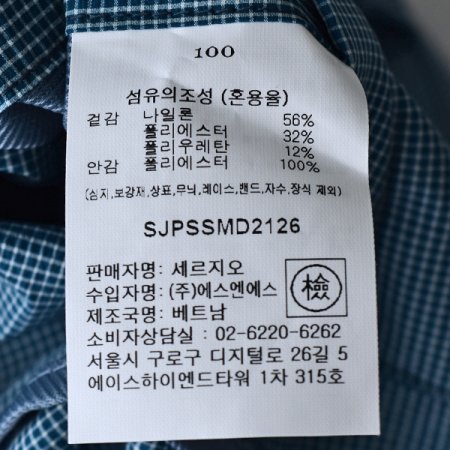 100
섬유의조성 (혼용율)
겉감 나일론 56%
폴리에스터 32%
폴리우레탄 12%
안감 폴리에스터 100%
(심지,보강재,상표,무늬,레이스,밴드,자수,장식 제외)
SJPSSMD2126
판매자명: 세르지오
수입자명: (주)에스엔에스
檢
제조국명: 베트남
소비자상담실 : 02-6220-6262
서울시 구로구 디지털로 26길 5
에이스하이엔드타워 1차 315호